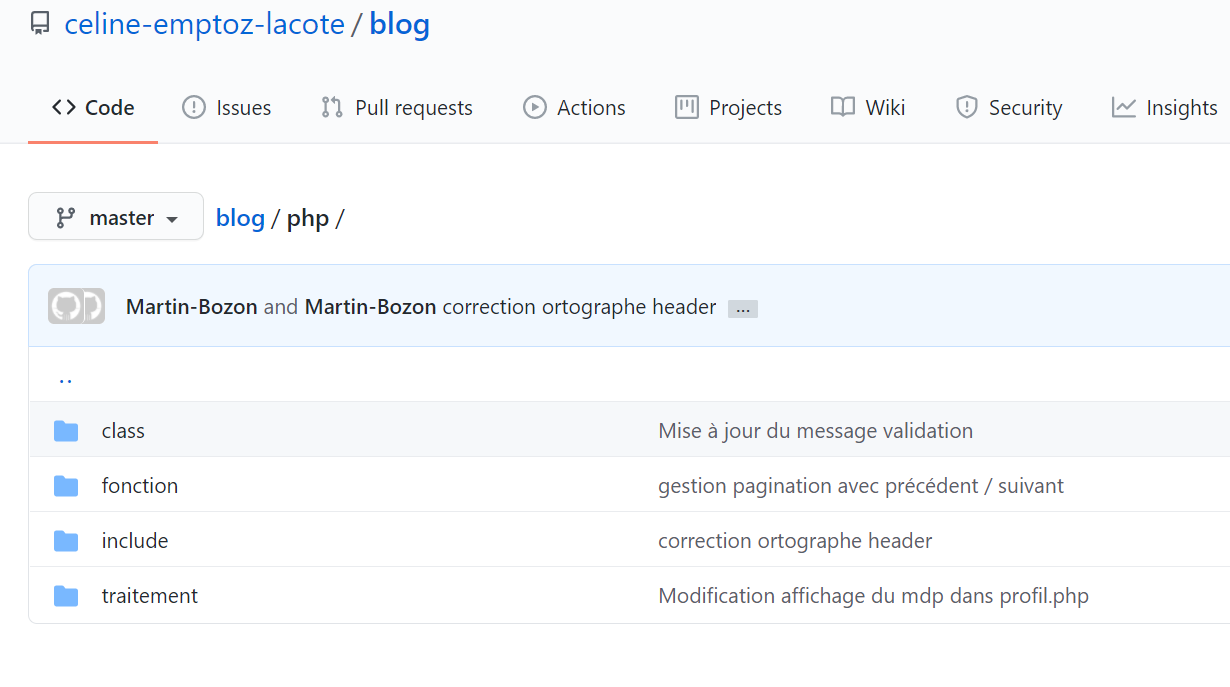 celine-emptoz-lacote / blog
Code Issues Pull requests Actions Projects Wiki Security Insights
master blog / php /
Martin-Bozon and Martin-Bozon correction ortographe header ...
..
class Mise à jour du message validation
fonction gestion pagination avec précédent / suivant
include correction ortographe header
traitement Modification affichage du mdp dans profil.php